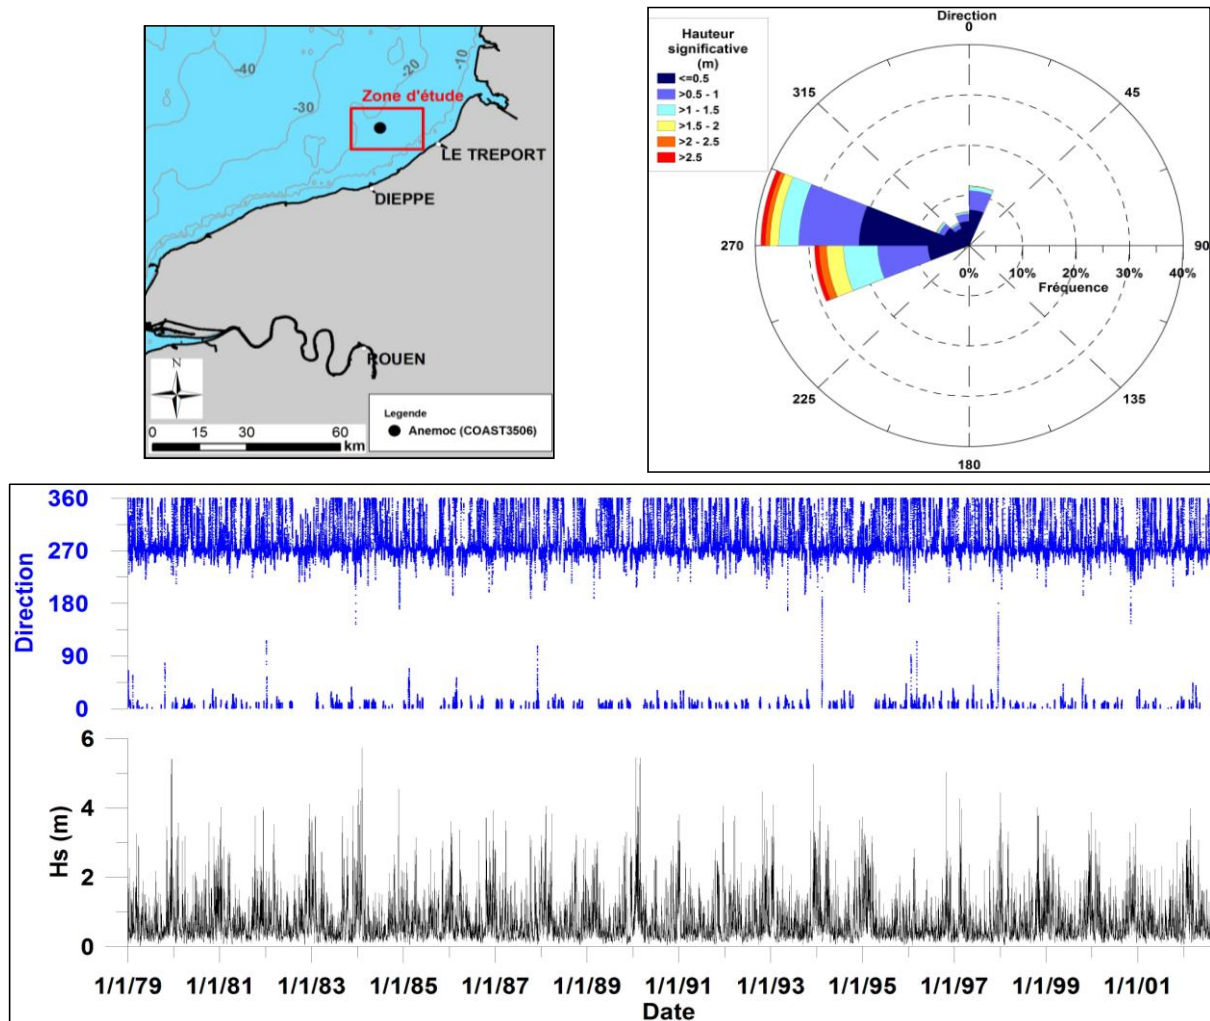 -40
-30
-20
-10
Zone d'étude
LE TREPORT
DIEPPE
ROUEN
N
Legende
Anemoc (COAST3506)
0 15 30 60
km
Direction
0
Hauteur
significative
(m)
<=0.5
>0.5 - 1
>1 - 1.5
>1.5 - 2
>2 - 2.5
>2.5
315
45
270
90
0% 10% 20% 30% 40%
Fréquence
225
135
180
360
270
180
90
0
Direction
6
4
2
0
Hs (m)
1/1/79 1/1/81 1/1/83 1/1/85 1/1/87 1/1/89 1/1/91 1/1/93 1/1/95 1/1/97 1/1/99 1/1/01
Date